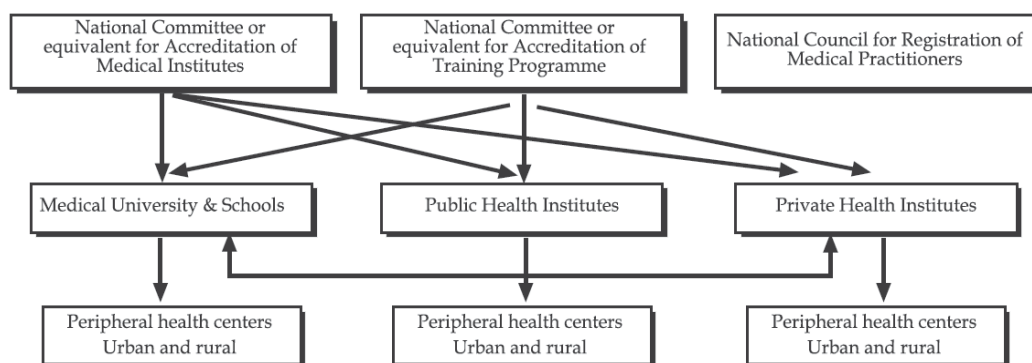 National Committee or
equivalent for Accreditation of
Medical Institutes
National Committee or
equivalent for Accreditation of
Training Programme
National Council for Registration of
Medical Practitioners
Medical University & Schools
Public Health Institutes
Private Health Institutes
Peripheral health centers
Urban and rural
Peripheral health centers
Urban and rural
Peripheral health centers
Urban and rural